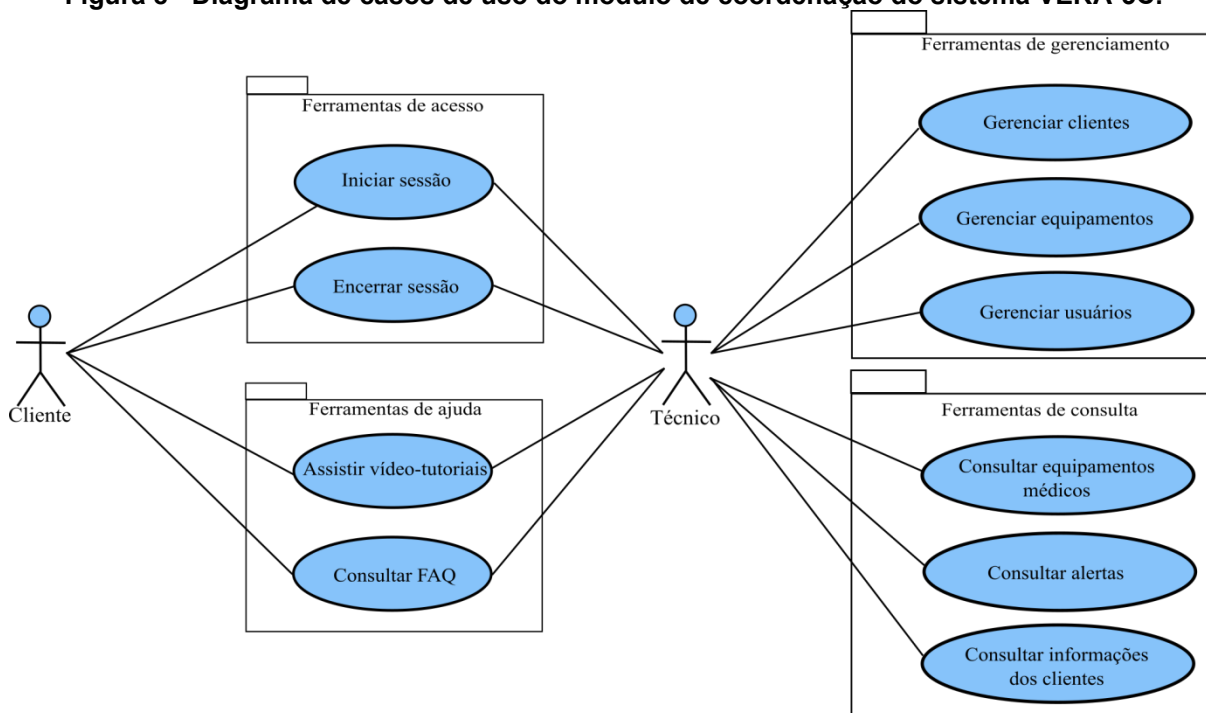 Ferramentas de acesso
Iniciar sessão
Encerrar sessão
Cliente
Ferramentas de ajuda
Assistir vídeo-tutoriais
Consultar FAQ
Técnico
Ferramentas de gerenciamento
Gerenciar clientes
Gerenciar equipamentos
Gerenciar usuários
Ferramentas de consulta
Consultar equipamentos
médicos
Consultar alertas
Consultar informações
dos clientes